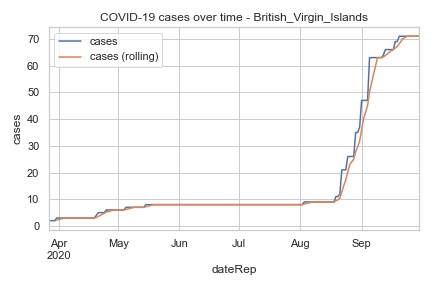 COVID-19 cases over time - British_Virgin_Islands
cases
cases (rolling)
70
60
50
40
30
20
10
0
cases
Apr May Jun Jul Aug Sep
2020
dateRep